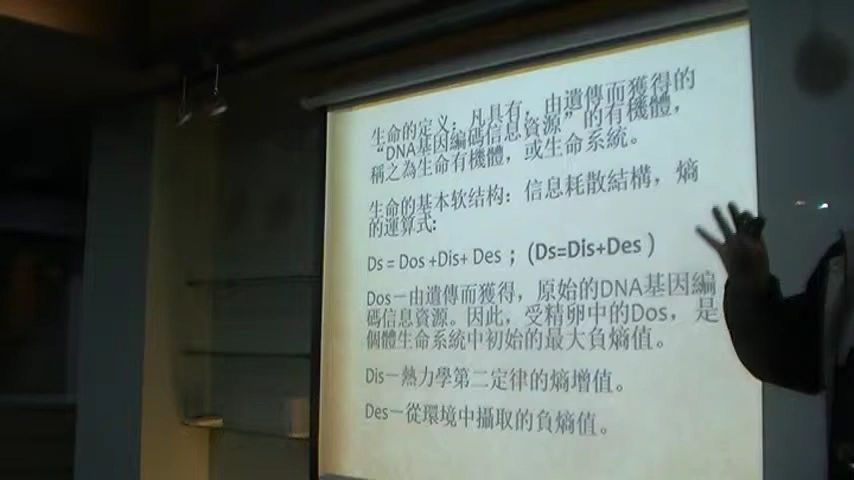 生命的定义：凡具有，由遺傳而獲得的
“DNA基因編碼信息資源”的有機體，
稱之為生命有機體，或生命系統。
生命的基本软结构：信息耗散結構，熵
的運算式:
Ds = Dos +Dis+ Des ；(Ds=Dis+Des )
Dos－由遺傳而獲得，原始的DNA基因編
碼信息資源。因此，受精卵中的Dos，是
個體生命系統中初始的最大負熵值。
Dis－熱力學第二定律的熵增值。
Des－從環境中攝取的負熵值。